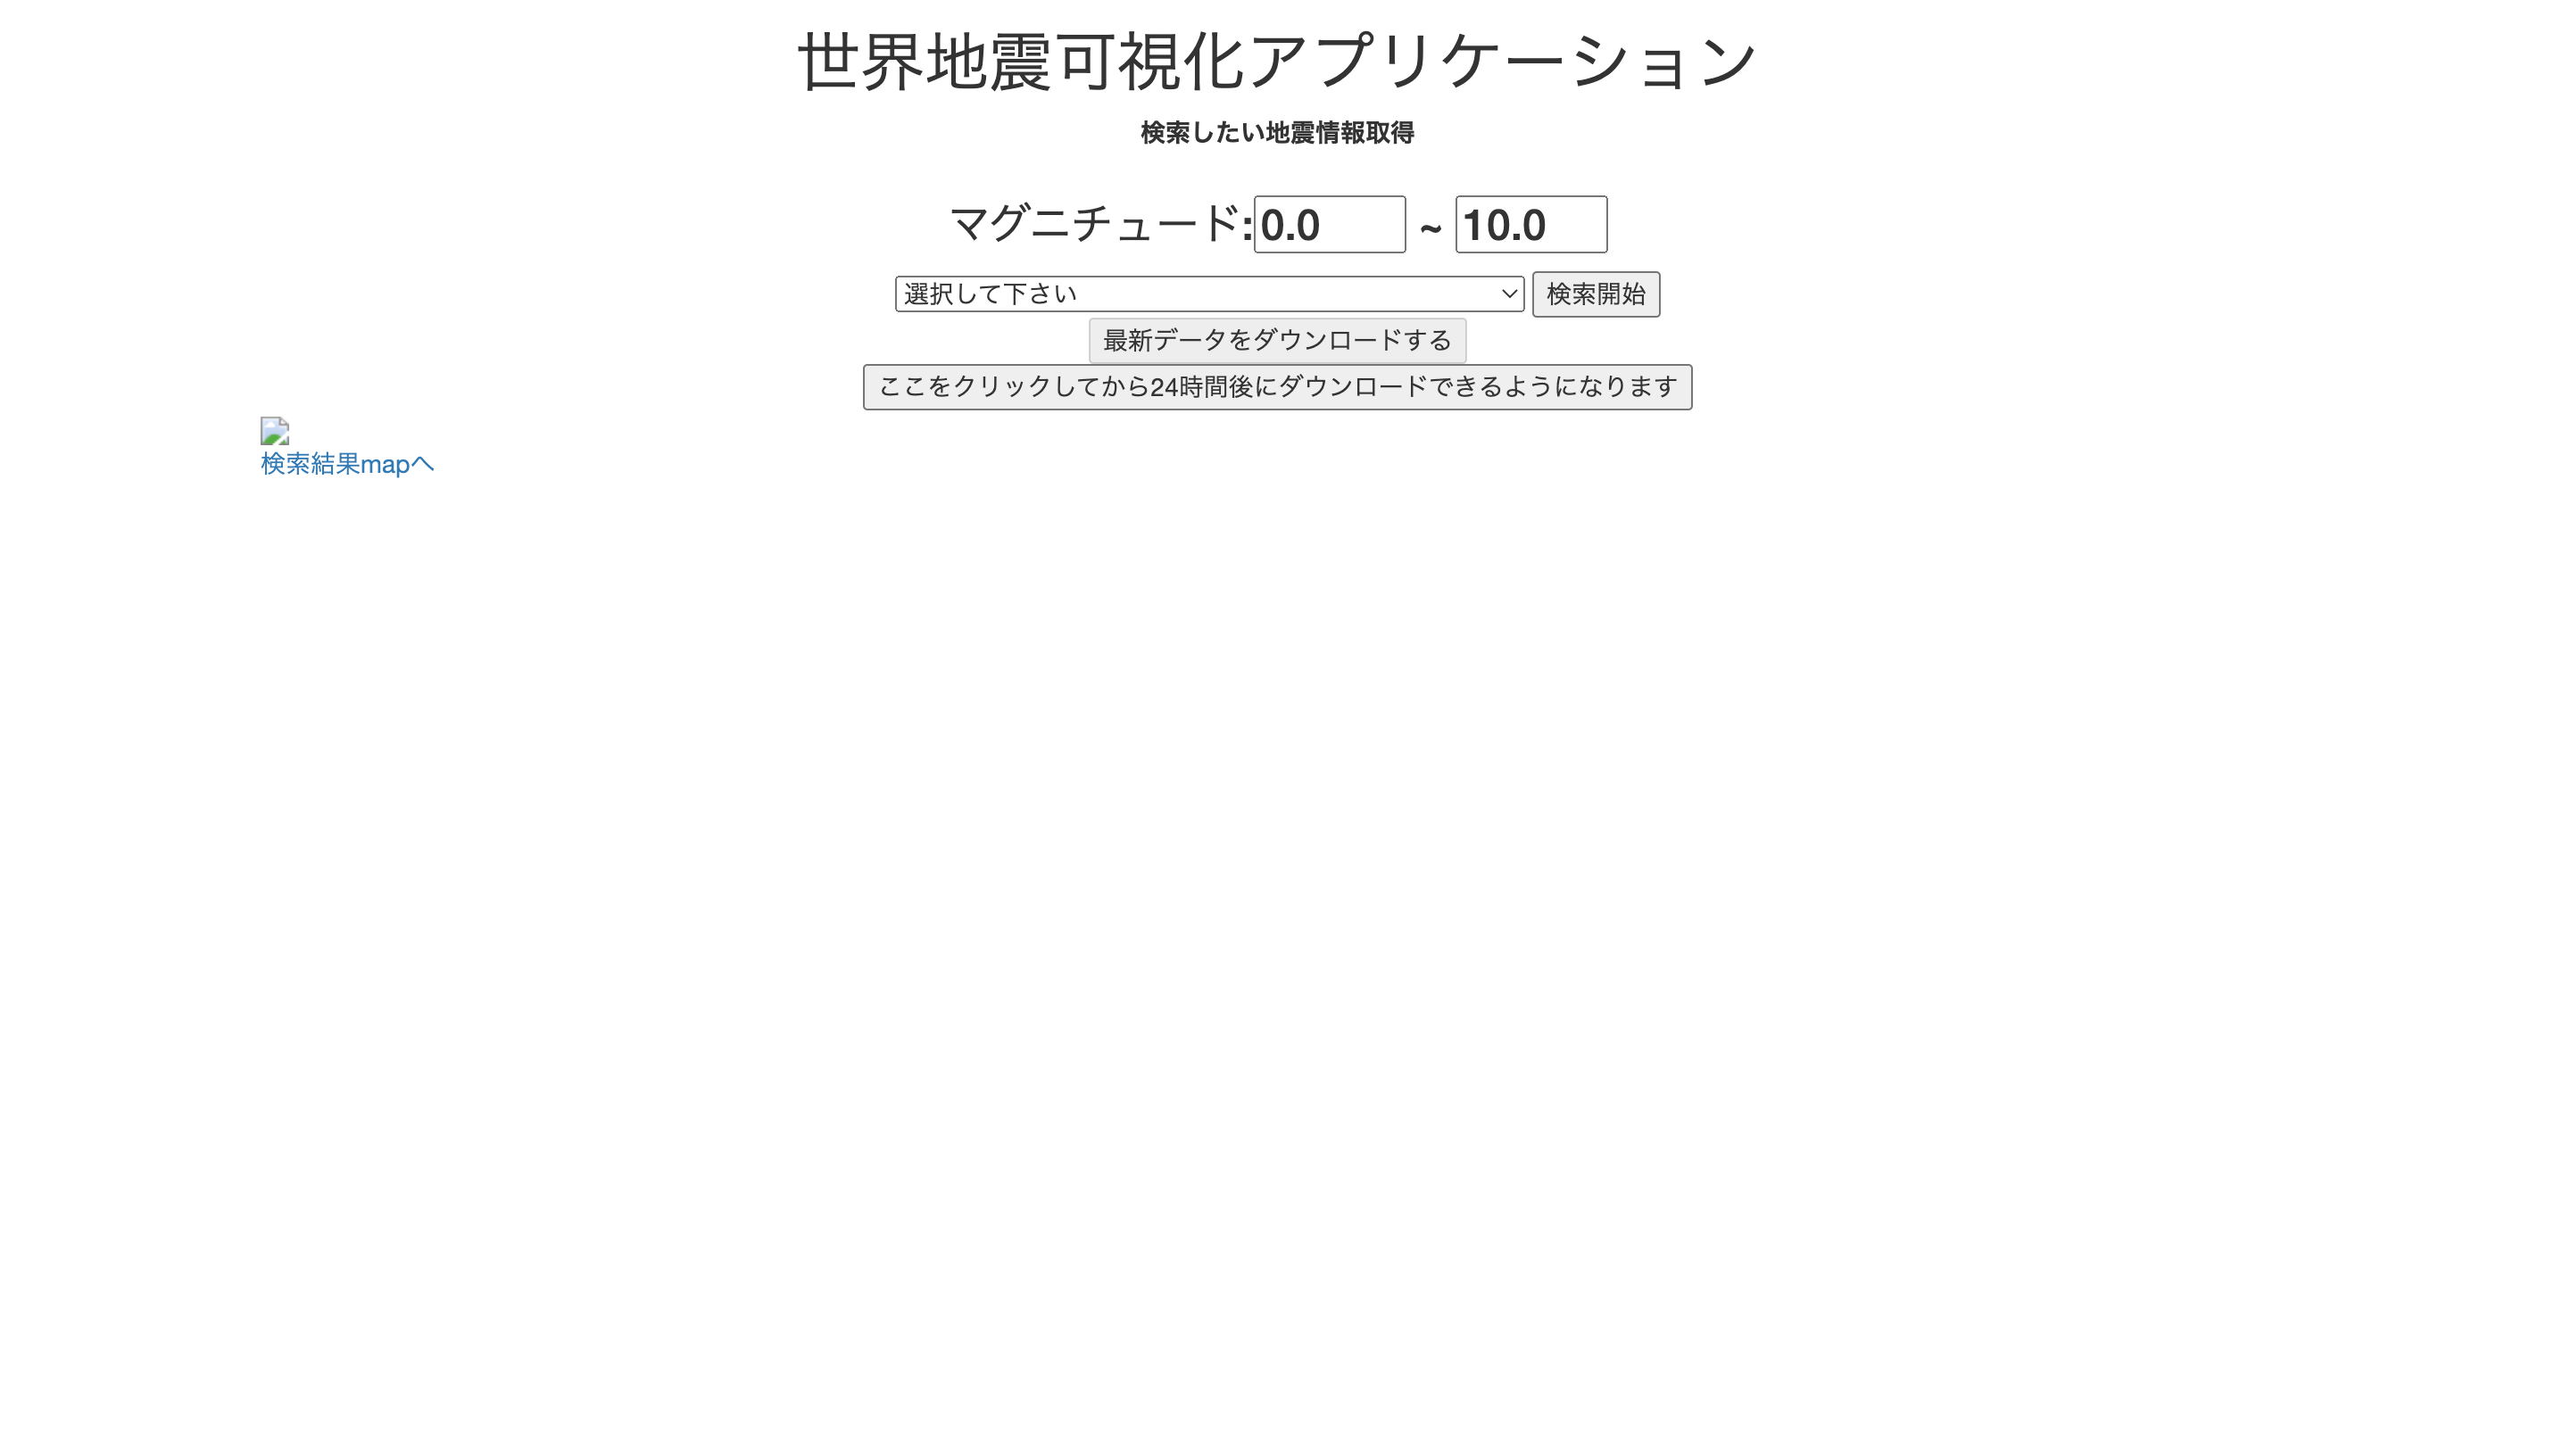 世界地震可視化アプリケーション
検索したい地震情報取得
マグニチュード:0.0 ~ 10.0
選択して下さい 検索開始
最新データをダウンロードする
ここをクリックしてから24時間後にダウンロードできるようになります
検索結果mapへ